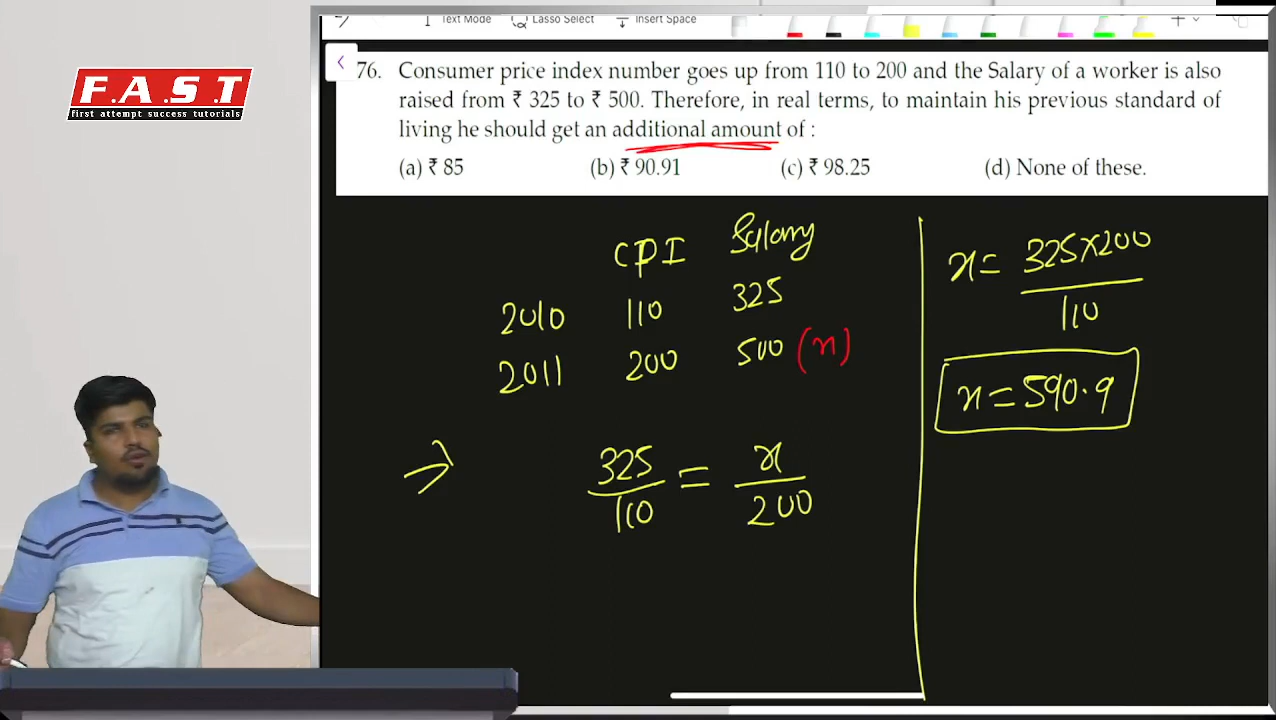 Text Mode Lasso Select Insert Space
F.A.S.T
first attempt success tutorials
76. Consumer price index number goes up from 110 to 200 and the Salary of a worker is also
raised from ₹ 325 to ₹ 500. Therefore, in real terms, to maintain his previous standard of
living he should get an additional amount of :
(a) ₹ 85 (b) ₹ 90.91 (c) ₹ 98.25 (d) None of these.
CPI Salary
2010 110 325
2011 200 500 (x)
⇒ 325/110 = x/200
x = 325×200
110
x = 590.9